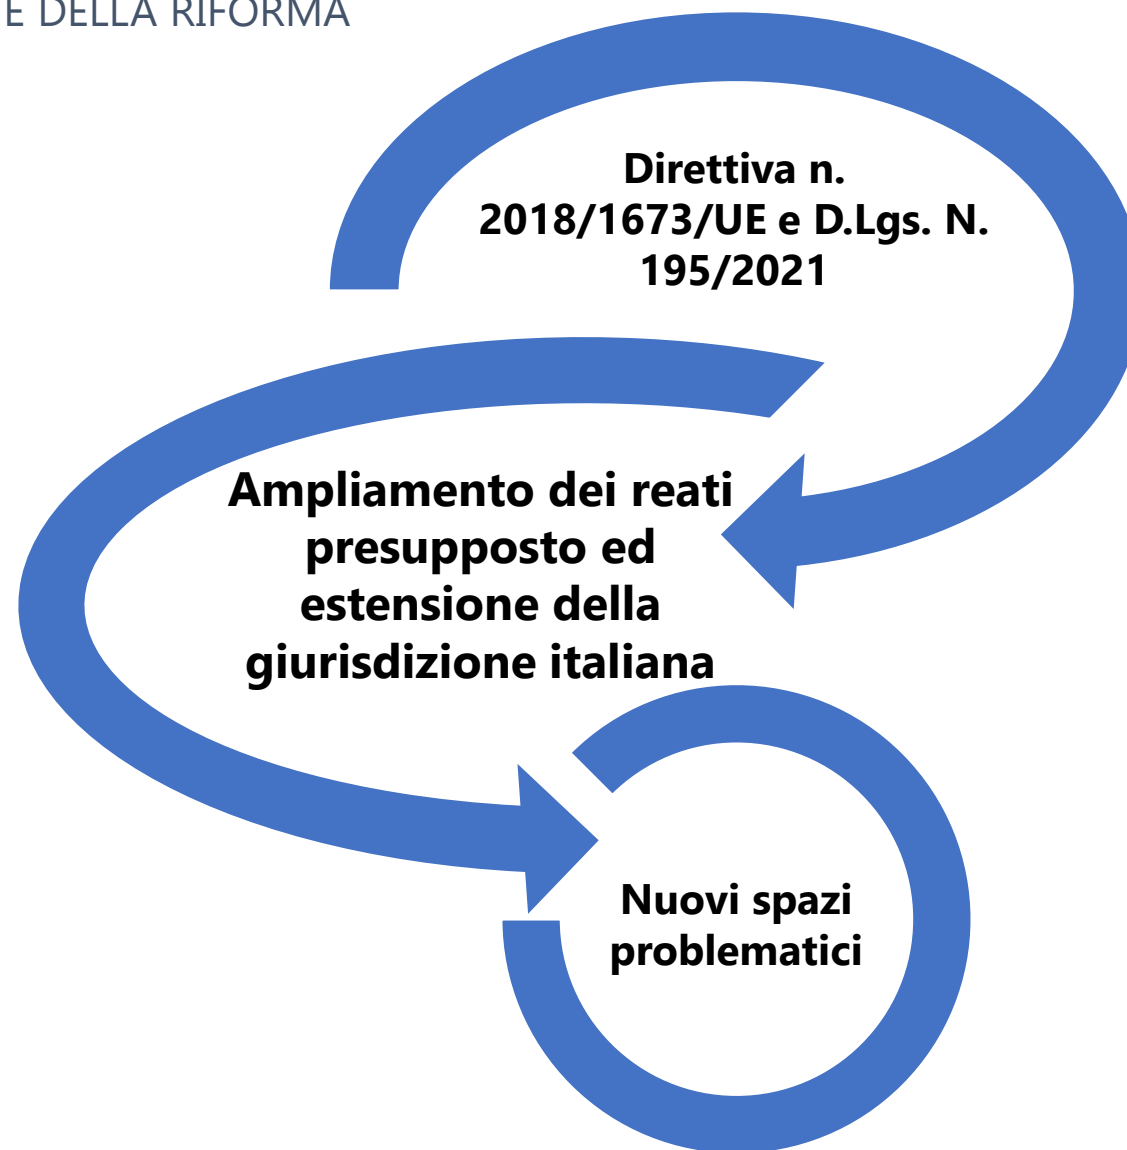 E DELLA RIFORMA
Direttiva n.
2018/1673/UE e D.Lgs. N.
195/2021
Ampliamento dei reati
presupposto ed
estensione della
giurisdizione italiana
Nuovi spazi
problematici